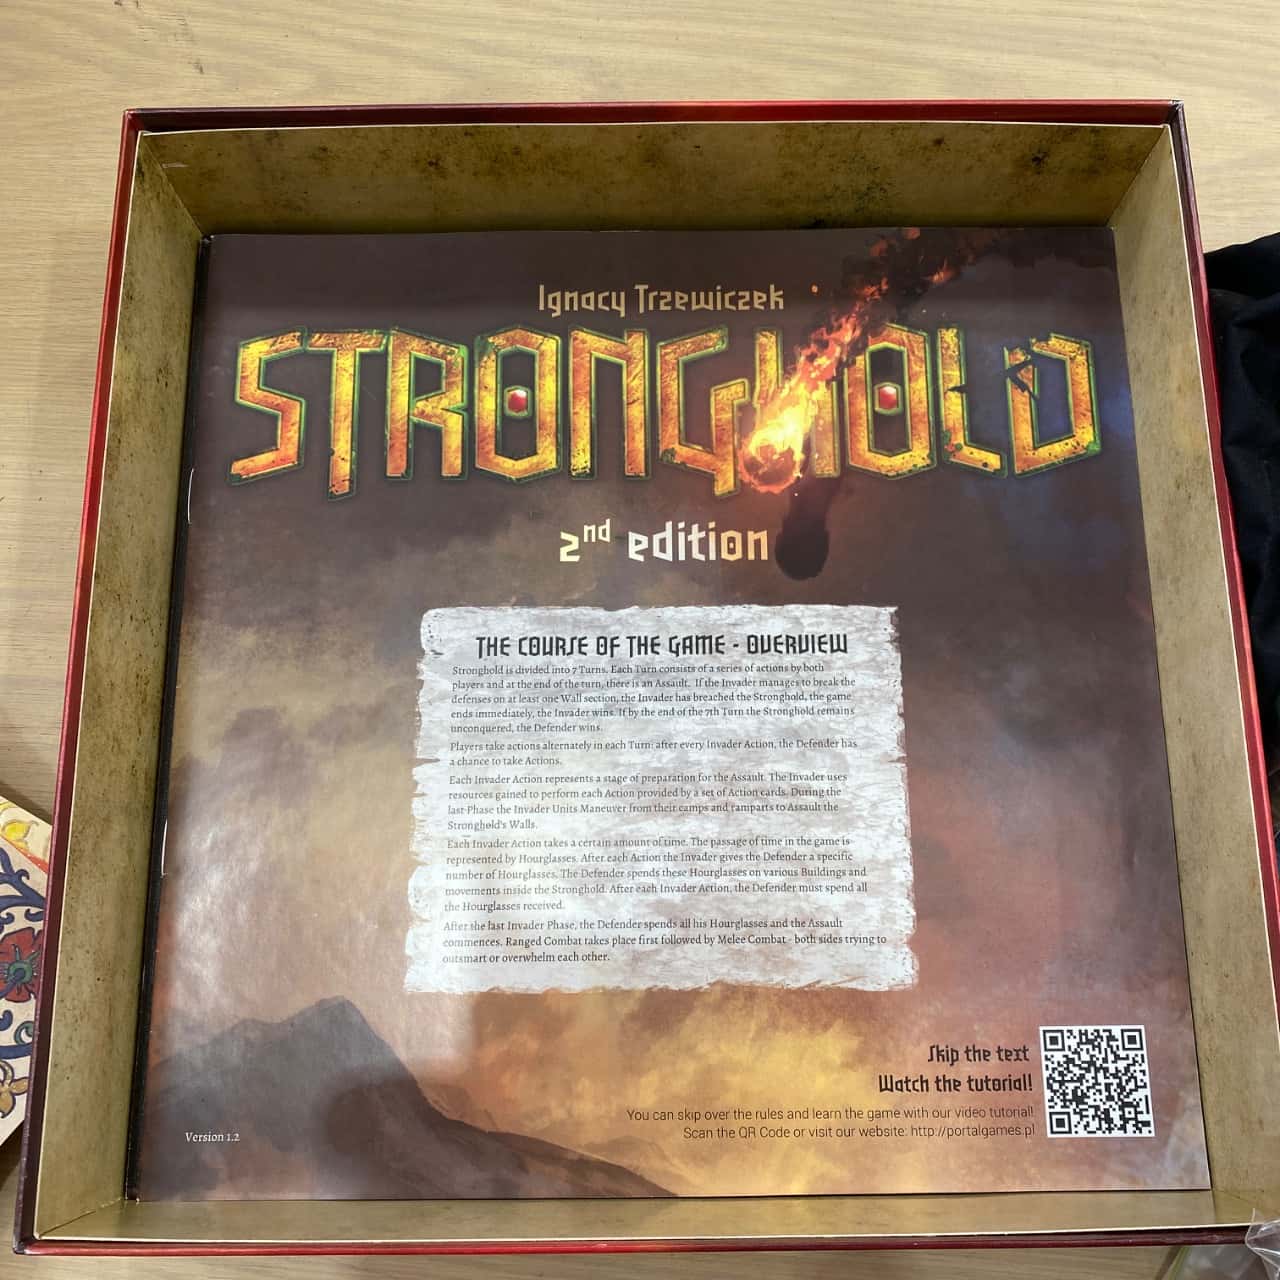 Ignacy Trzewiczek
STRONGHOLD
2nd edition
THE COURSE OF THE GAME - OVERVIEW
Stronghold is divided into 7 Turns. Each Turn consists of a series of actions by both
players and at the end of the turn, there is an Assault. If the Invader manages to break the
defenses on at least one Wall section, the Invader has breached the Stronghold, the game
ends immediately, the Invader wins. If by the end of the 7th Turn the Stronghold remains
unconquered, the Defender wins.
Players take actions alternately in each Turn: after every Invader Action, the Defender has
a chance to take Actions.
Each Invader Action represents a stage of preparation for the Assault. The Invader uses
resources gained to perform each Action provided by a set of Action cards. During the
last Phase the Invader Units Maneuver from their camps and ramparts to Assault the
Stronghold's Walls.
Each Invader Action takes a certain amount of time. The passage of time in the game is
represented by Hourglasses. After each Action the Invader gives the Defender a specific
number of Hourglasses. The Defender spends these Hourglasses on various Buildings and
movements inside the Stronghold. After each Invader Action, the Defender must spend all
the Hourglasses received.
After the last Invader Phase, the Defender spends all his Hourglasses and the Assault
commences. Ranged Combat takes place first followed by Melee Combat - both sides trying to
outsmart or overwhelm each other.
Skip the text
Watch the tutorial!
You can skip over the rules and learn the game with our video tutorial!
Scan the QR Code or visit our website: http://portalgames.pl
Version 1.2